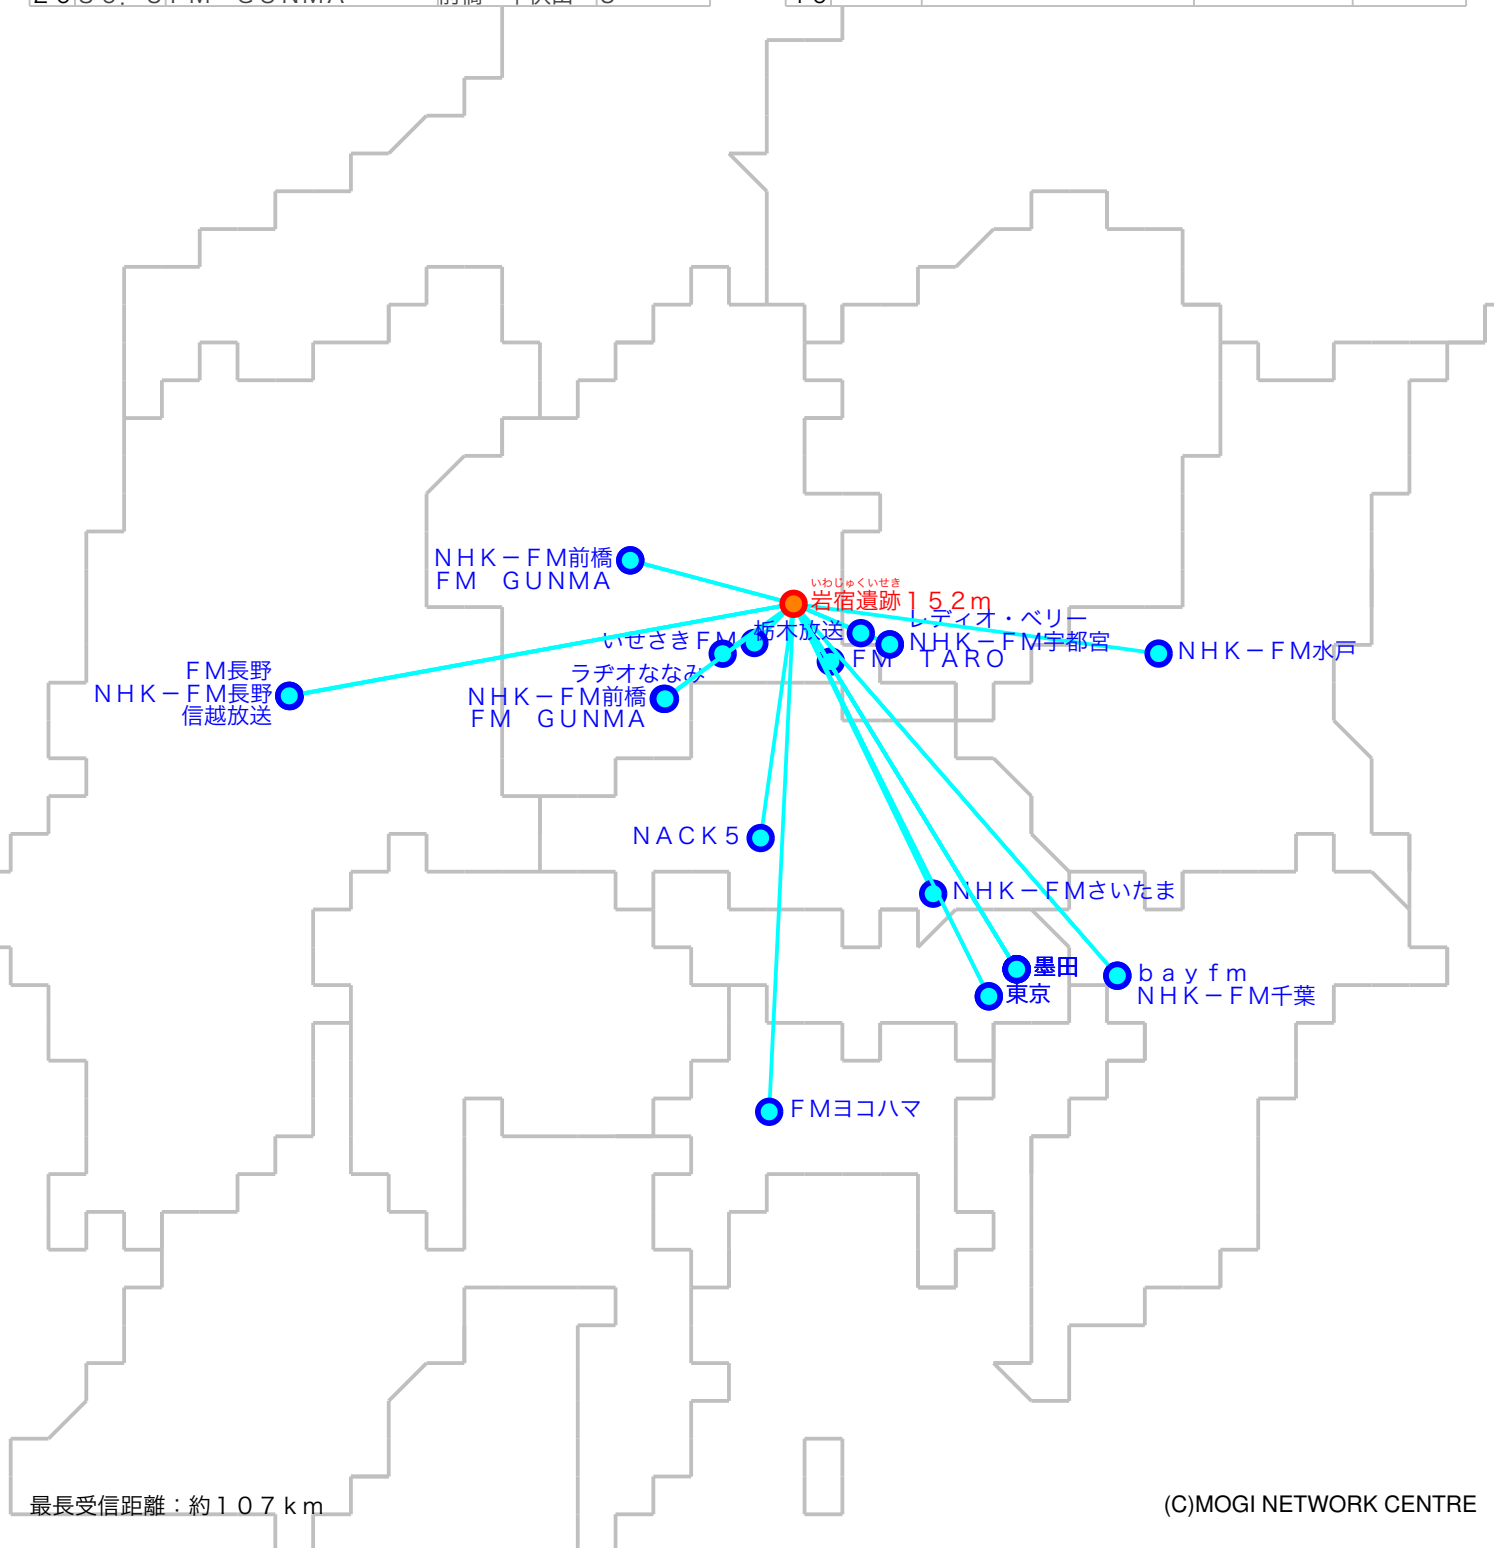 ＦＭ　ＧＵＮＭＡ
ＮＨＫ－ＦＭ前橋
ＦＭ　ＧＵＮＭＡ
いわじゅくいせき
岩宿遺跡１５２ｍ
レディオ・ベリー
栃木放送
いせさきＦＭ
ＮＨＫ－ＦＭ宇都宮
ＦＭ　ＴＡＲＯ
ＮＨＫ－ＦＭ水戸
ラヂオななみ
ＦＭ長野
ＮＨＫ－ＦＭ長野
信越放送
ＮＨＫ－ＦＭ前橋
ＦＭ　ＧＵＮＭＡ
ＮＡＣＫ５
ＮＨＫ－ＦＭさいたま
墨田
東京
ｂａｙｆｍ
ＮＨＫ－ＦＭ千葉
ＦＭヨコハマ
最長受信距離：約１０７ｋｍ
(C)MOGI NETWORK CENTRE